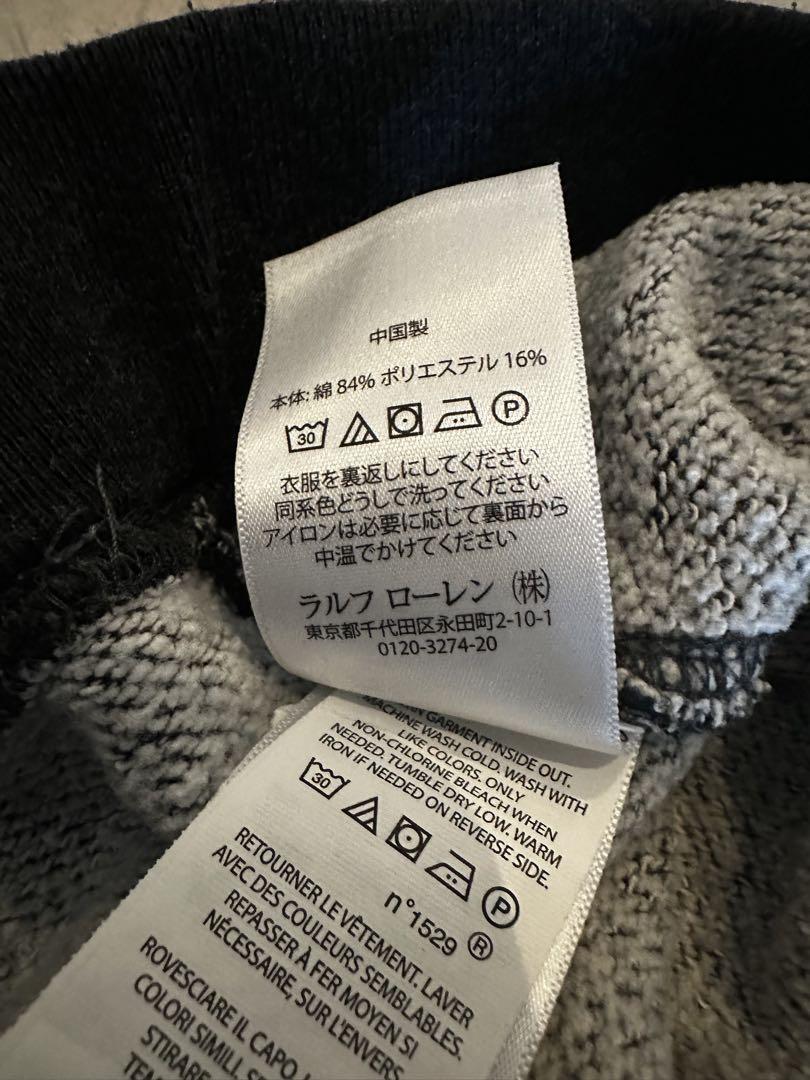 中国製
本体: 綿 84% ポリエステル 16%
30 P
衣服を裏返しにしてください
同系色どうしで洗ってください
アイロンは必要に応じて裏面から
中温でかけてください
ラルフ ローレン (株)
東京都千代田区永田町2-10-1
0120-3274-20
GARMENT INSIDE OUT.
MACHINE WASH COLD. WASH WITH
LIKE COLORS. ONLY
NON-CHLORINE BLEACH WHEN
NEEDED. TUMBLE DRY LOW. WARM
IRON IF NEEDED ON REVERSE SIDE.
30 P
n°1529 ®
RETOURNER LE VÊTEMENT. LAVER
AVEC DES COULEURS SEMBLABLES.
REPASSER À FER MOYEN SI
NÉCESSAIRE, SUR L'ENVERS
ROVESCIARE IL CAPO.
COLORI SIMILI.
STIRARE